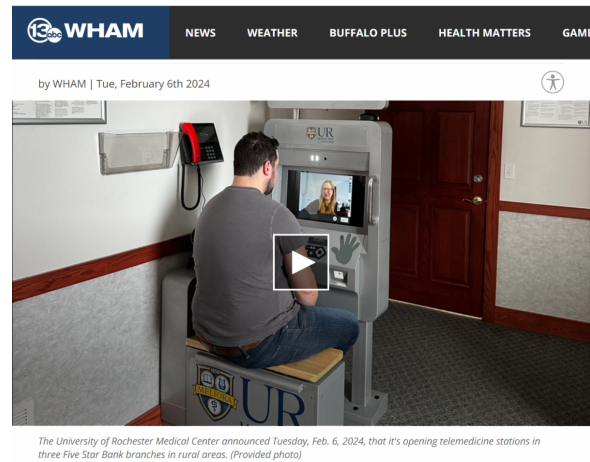 13 abc WHAM
NEWS WEATHER BUFFALO PLUS HEALTH MATTERS GAME
by WHAM | Tue, February 6th 2024
UR
MELIORA
UR
The University of Rochester Medical Center announced Tuesday, Feb. 6, 2024, that it's opening telemedicine stations in
three Five Star Bank branches in rural areas. (Provided photo)